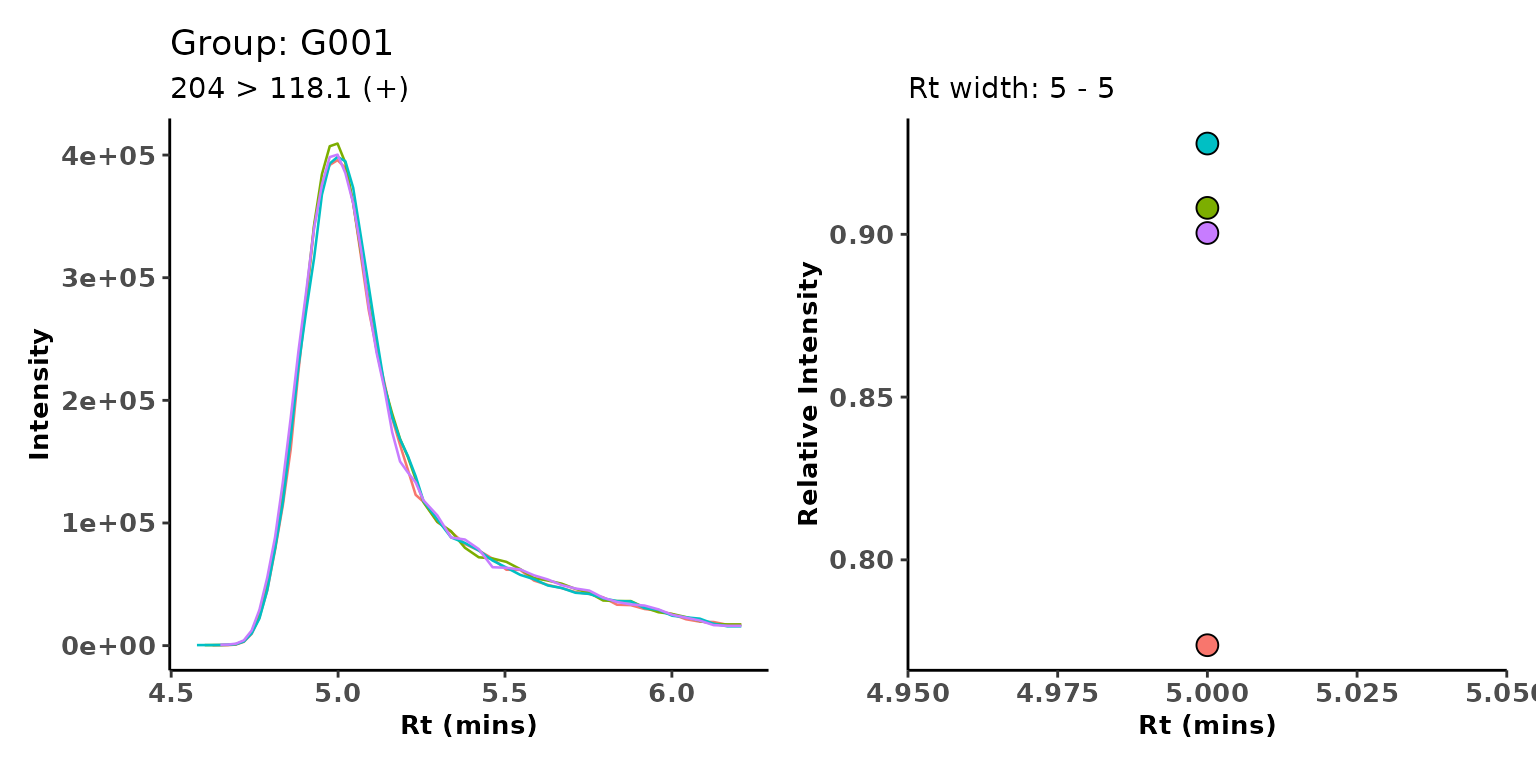 Group: G001
204 > 118.1 (+)
Intensity
4e+05
3e+05
2e+05
1e+05
0e+00
4.5 5.0 5.5 6.0
Rt (mins)
Rt width: 5 - 5
Relative Intensity
0.90
0.85
0.80
4.950 4.975 5.000 5.025 5.050
Rt (mins)